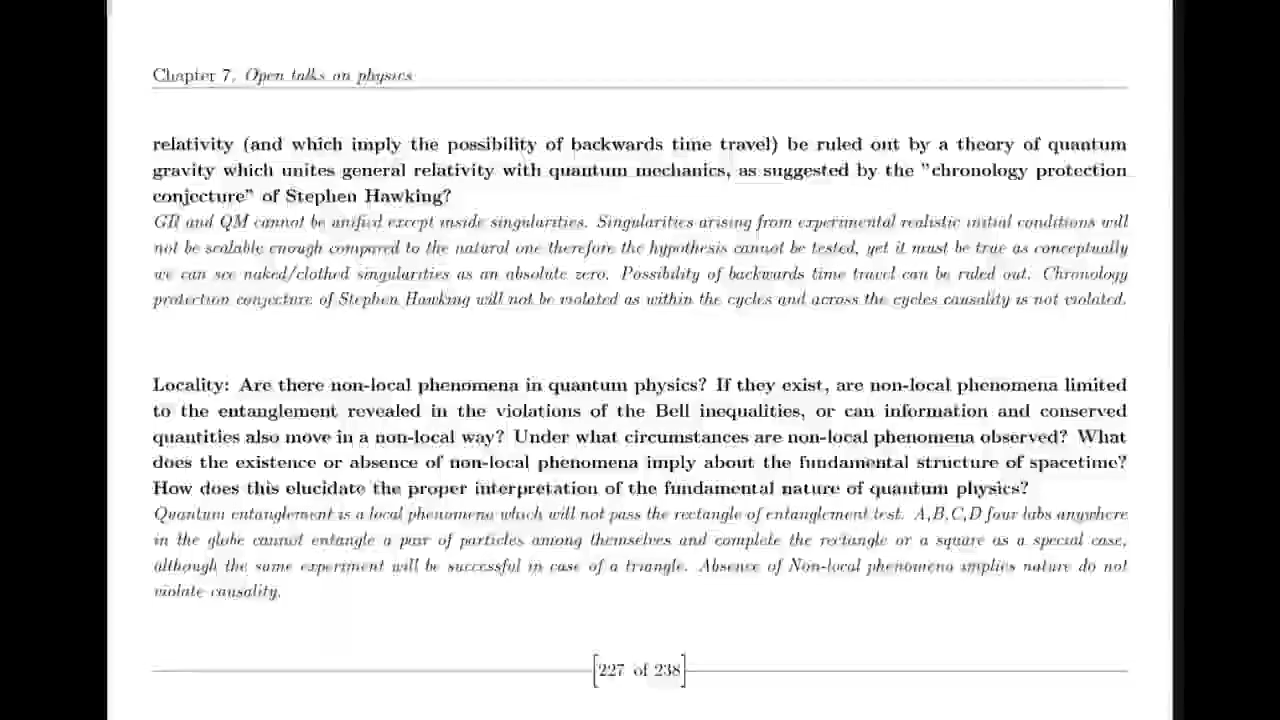 Chapter 7. Open talks on physics
relativity (and which imply the possibility of backwards time travel) be ruled out by a theory of quantum
gravity which unites general relativity with quantum mechanics, as suggested by the "chronology protection
conjecture" of Stephen Hawking?
GR and QM cannot be unified except inside singularities. Singularities arising from experimental realistic initial conditions will
not be scalable enough compared to the natural one therefore the hypothesis cannot be tested, yet it must be true as conceptually
we can see naked/clothed singularities as an absolute zero. Possibility of backwards time travel can be ruled out. Chronology
protection conjecture of Stephen Hawking will not be violated as within the cycles and across the cycles causality is not violated.
Locality: Are there non-local phenomena in quantum physics? If they exist, are non-local phenomena limited
to the entanglement revealed in the violations of the Bell inequalities, or can information and conserved
quantities also move in a non-local way? Under what circumstances are non-local phenomena observed? What
does the existence or absence of non-local phenomena imply about the fundamental structure of spacetime?
How does this elucidate the proper interpretation of the fundamental nature of quantum physics?
Quantum entanglement is a local phenomena which will not pass the rectangle of entanglement test. A,B,C,D four labs anywhere
in the globe cannot entangle a pair of particles among themselves and complete the rectangle or a square as a special case,
although the same experiment will be successful in case of a triangle. Absence of Non-local phenomena implies nature do not
violate causality.
227 of 238